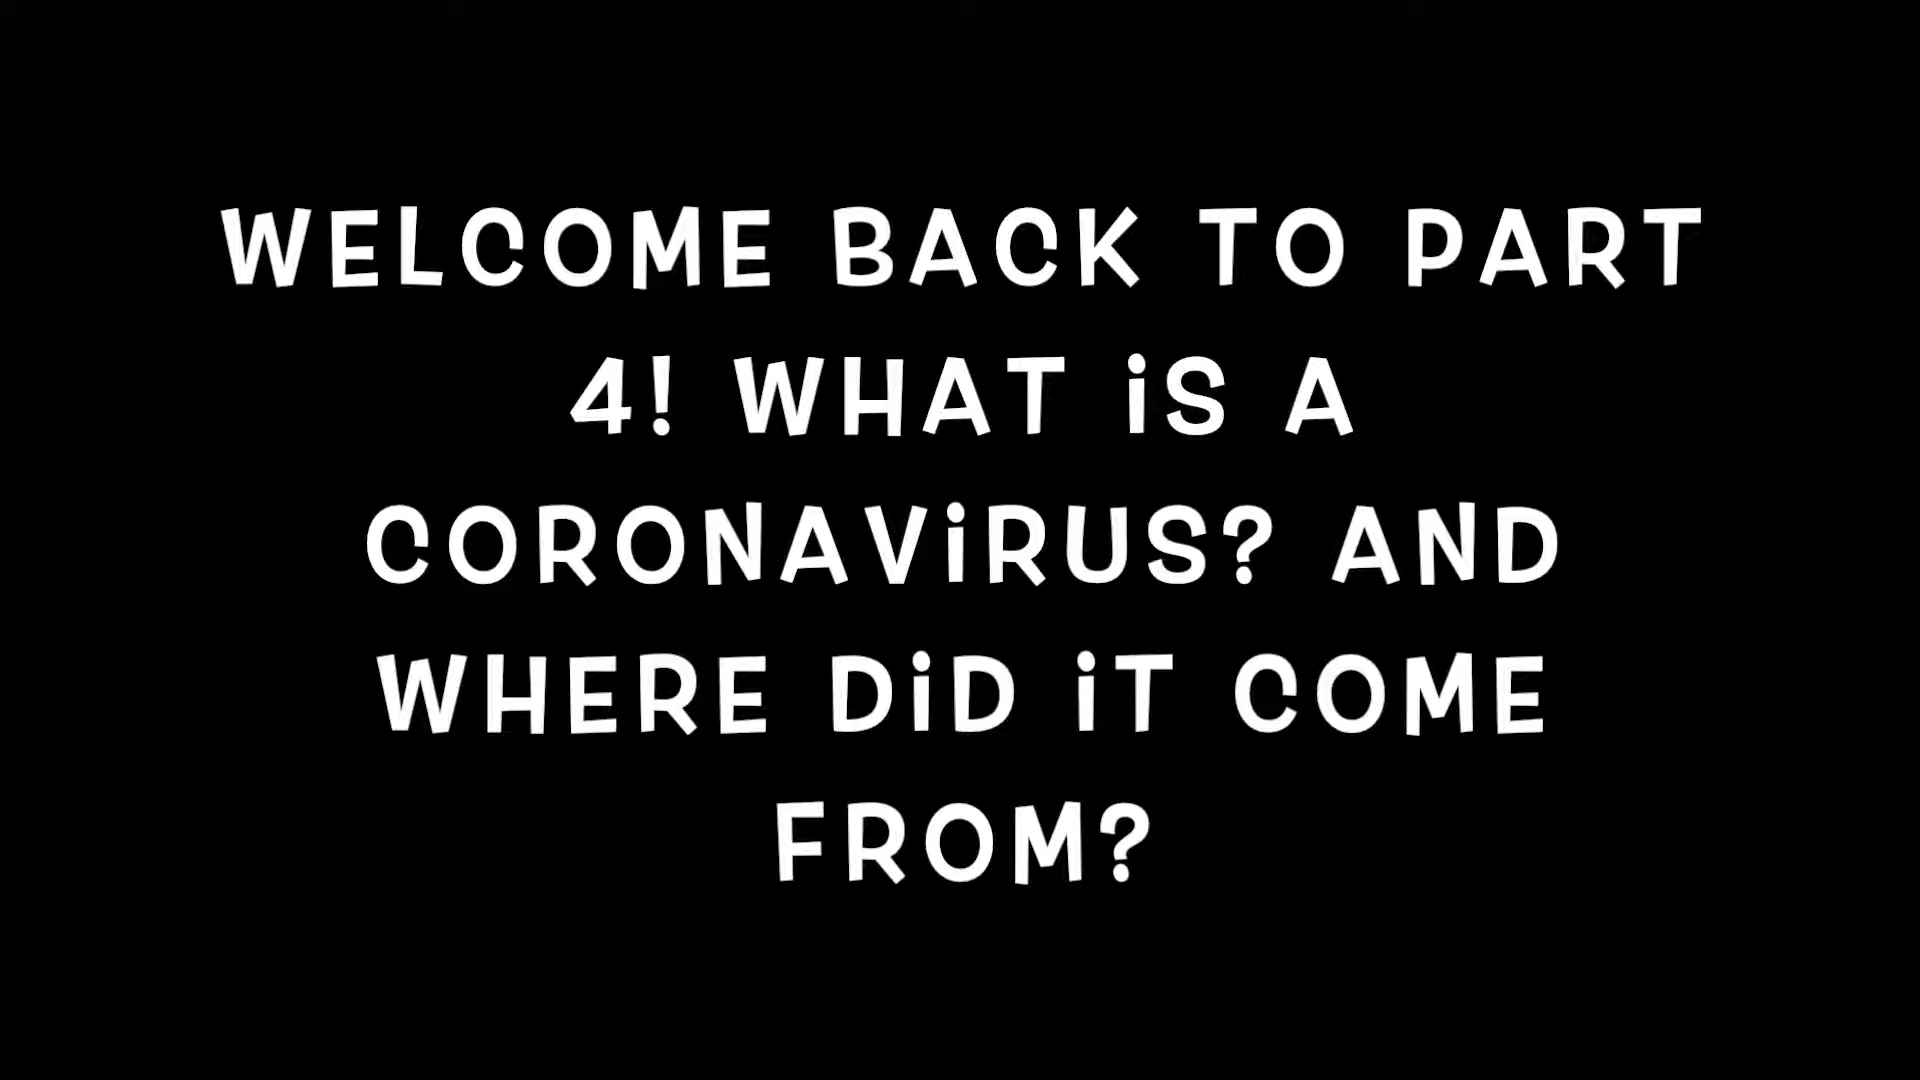 WELCOME BACK TO PART
4! WHAT iS A
CORONAViRUS? AND
WHERE DiD iT COME
FROM?